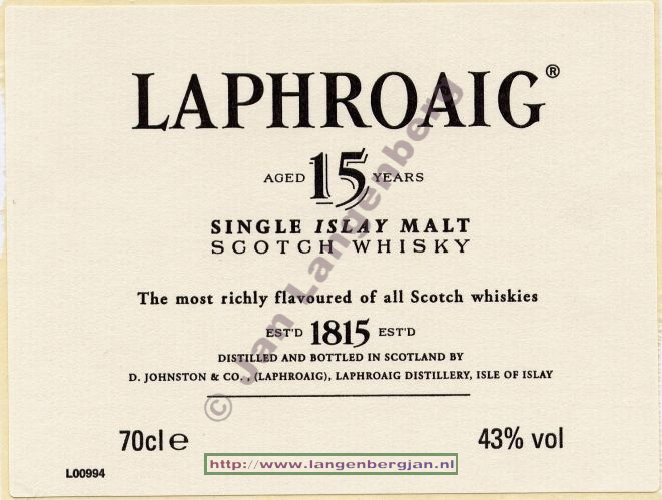 LAPHROAIG®
AGED 15 YEARS
SINGLE ISLAY MALT
SCOTCH WHISKY
The most richly flavoured of all Scotch whiskies
EST'D 1815 EST'D
DISTILLED AND BOTTLED IN SCOTLAND BY
D. JOHNSTON & CO., (LAPHROAIG), LAPHROAIG DISTILLERY, ISLE OF ISLAY
70cl e 43% vol
L00994
http://www.langenbergjan.nl
© Jan Langenberg